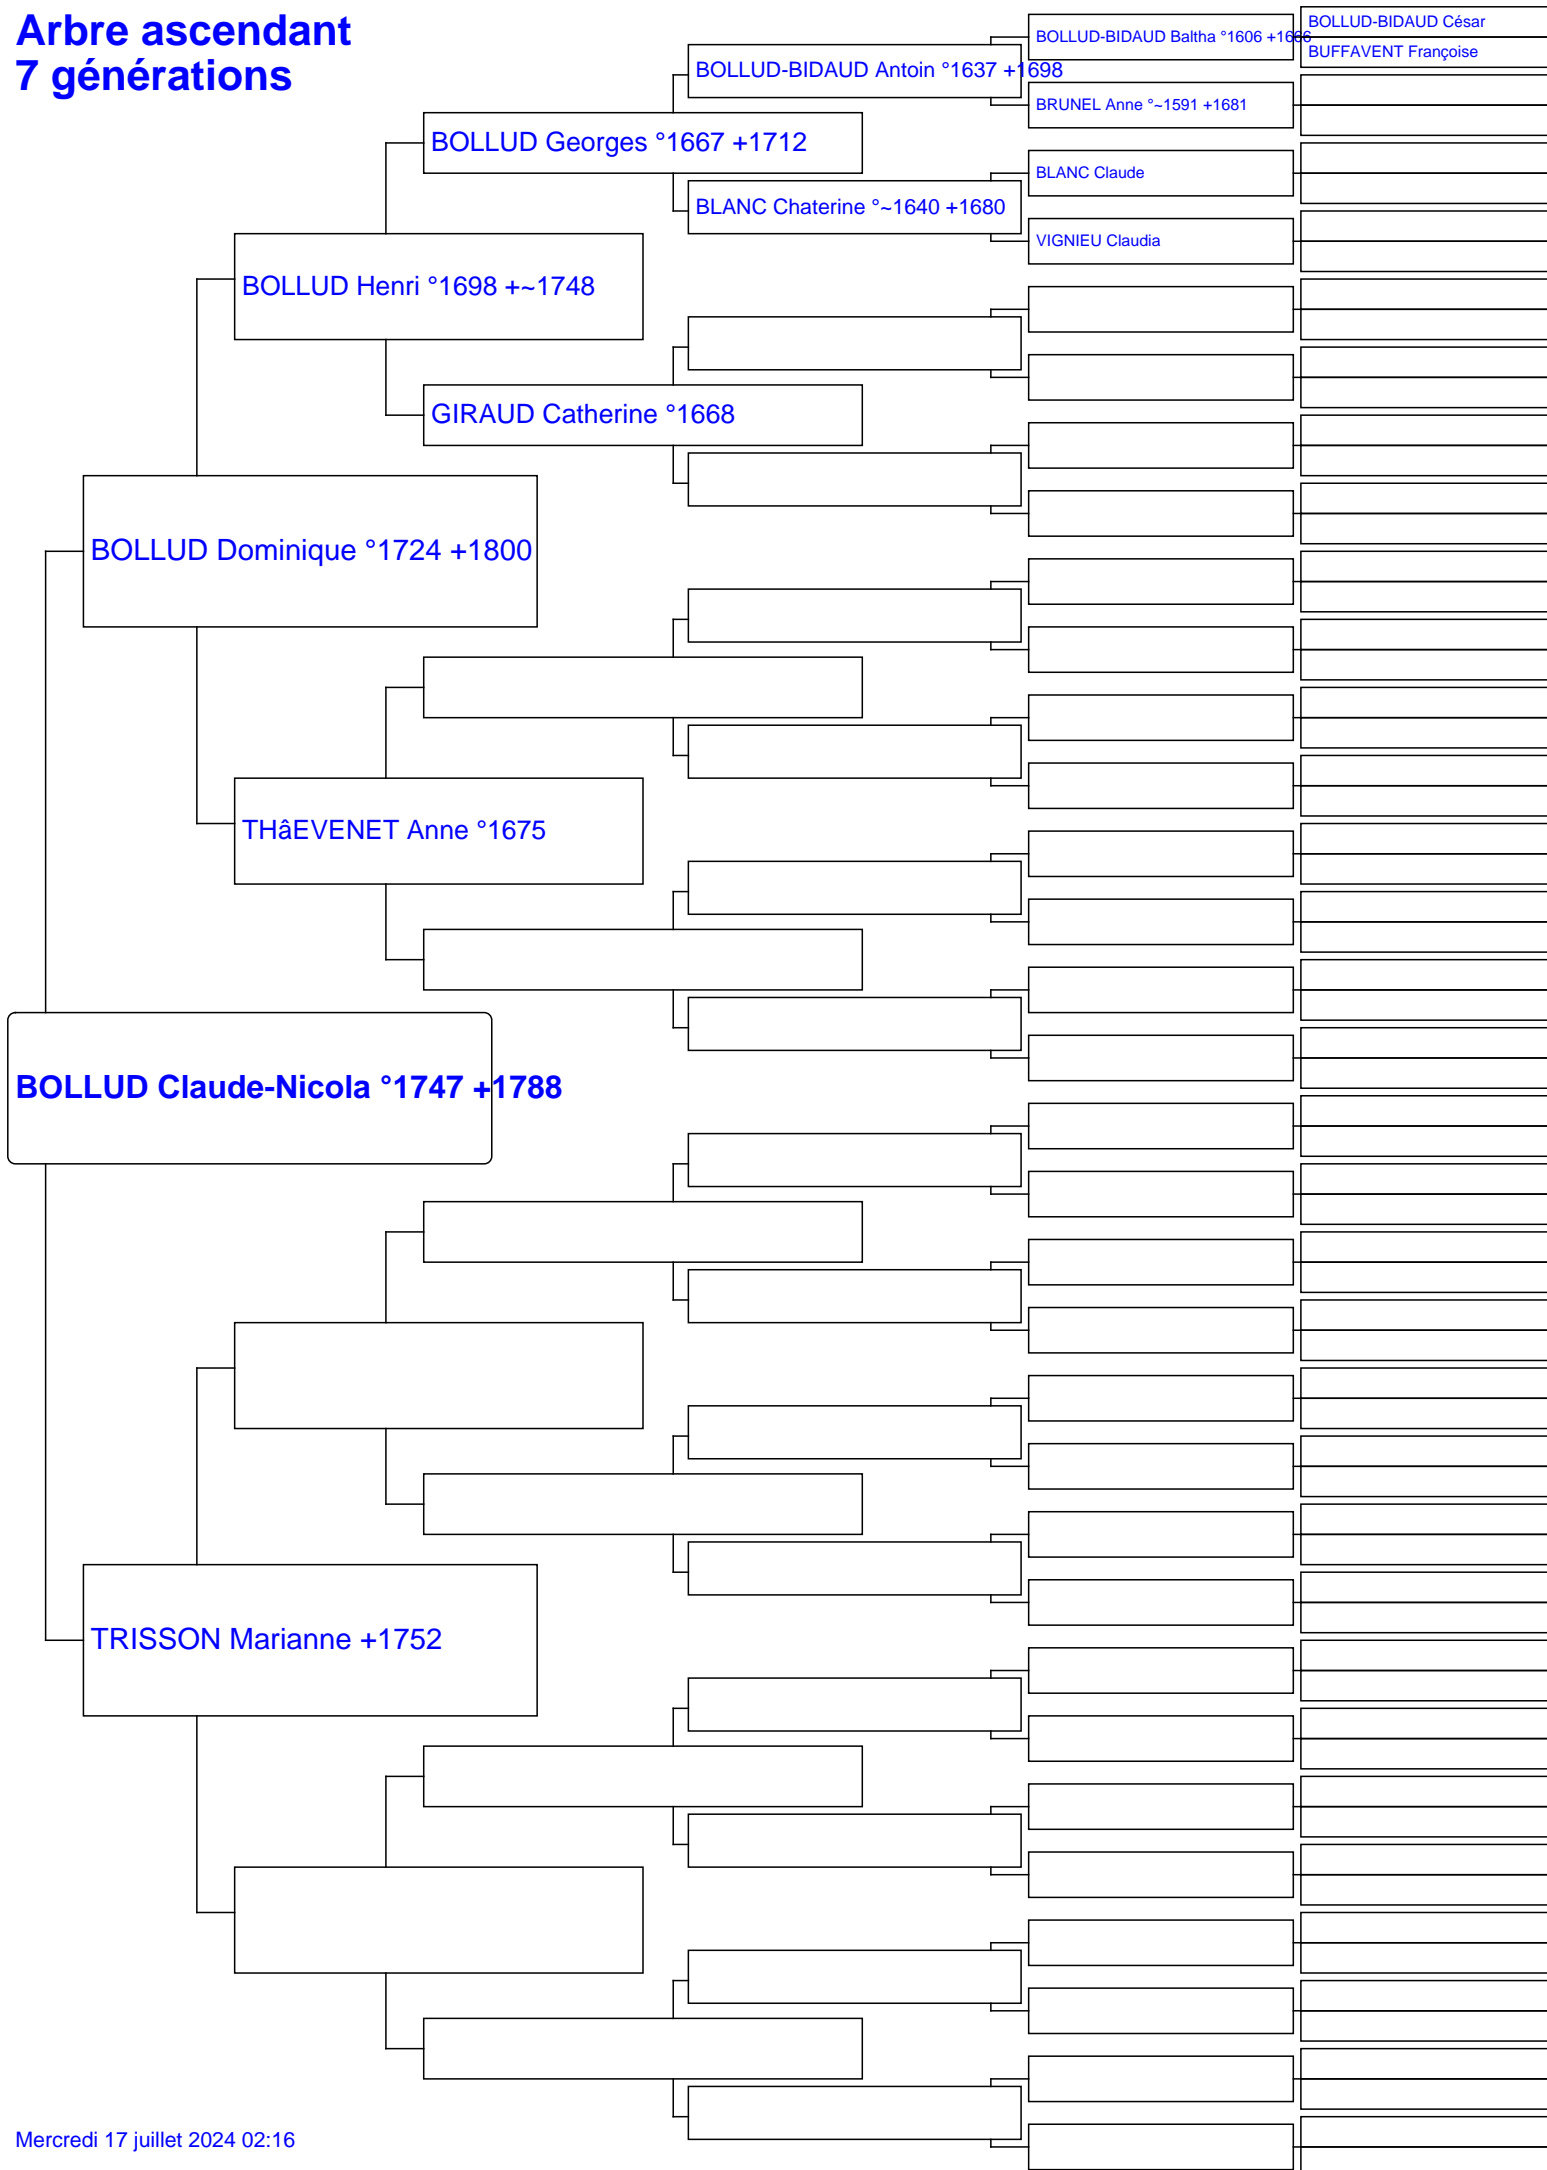 Arbre ascendant
7 générations
BOLLUD-BIDAUD César
BUFFAVENT Françoise
BOLLUD-BIDAUD Baltha °1606 +1666
BOLLUD-BIDAUD Antoin °1637 +1698
BRUNEL Anne °~1591 +1681
BOLLUD Georges °1667 +1712
BLANC Claude
BLANC Chaterine °~1640 +1680
VIGNIEU Claudia
BOLLUD Henri °1698 +~1748
GIRAUD Catherine °1668
BOLLUD Dominique °1724 +1800
THâEVENET Anne °1675
BOLLUD Claude-Nicola °1747 +1788
TRISSON Marianne +1752
Mercredi 17 juillet 2024 02:16